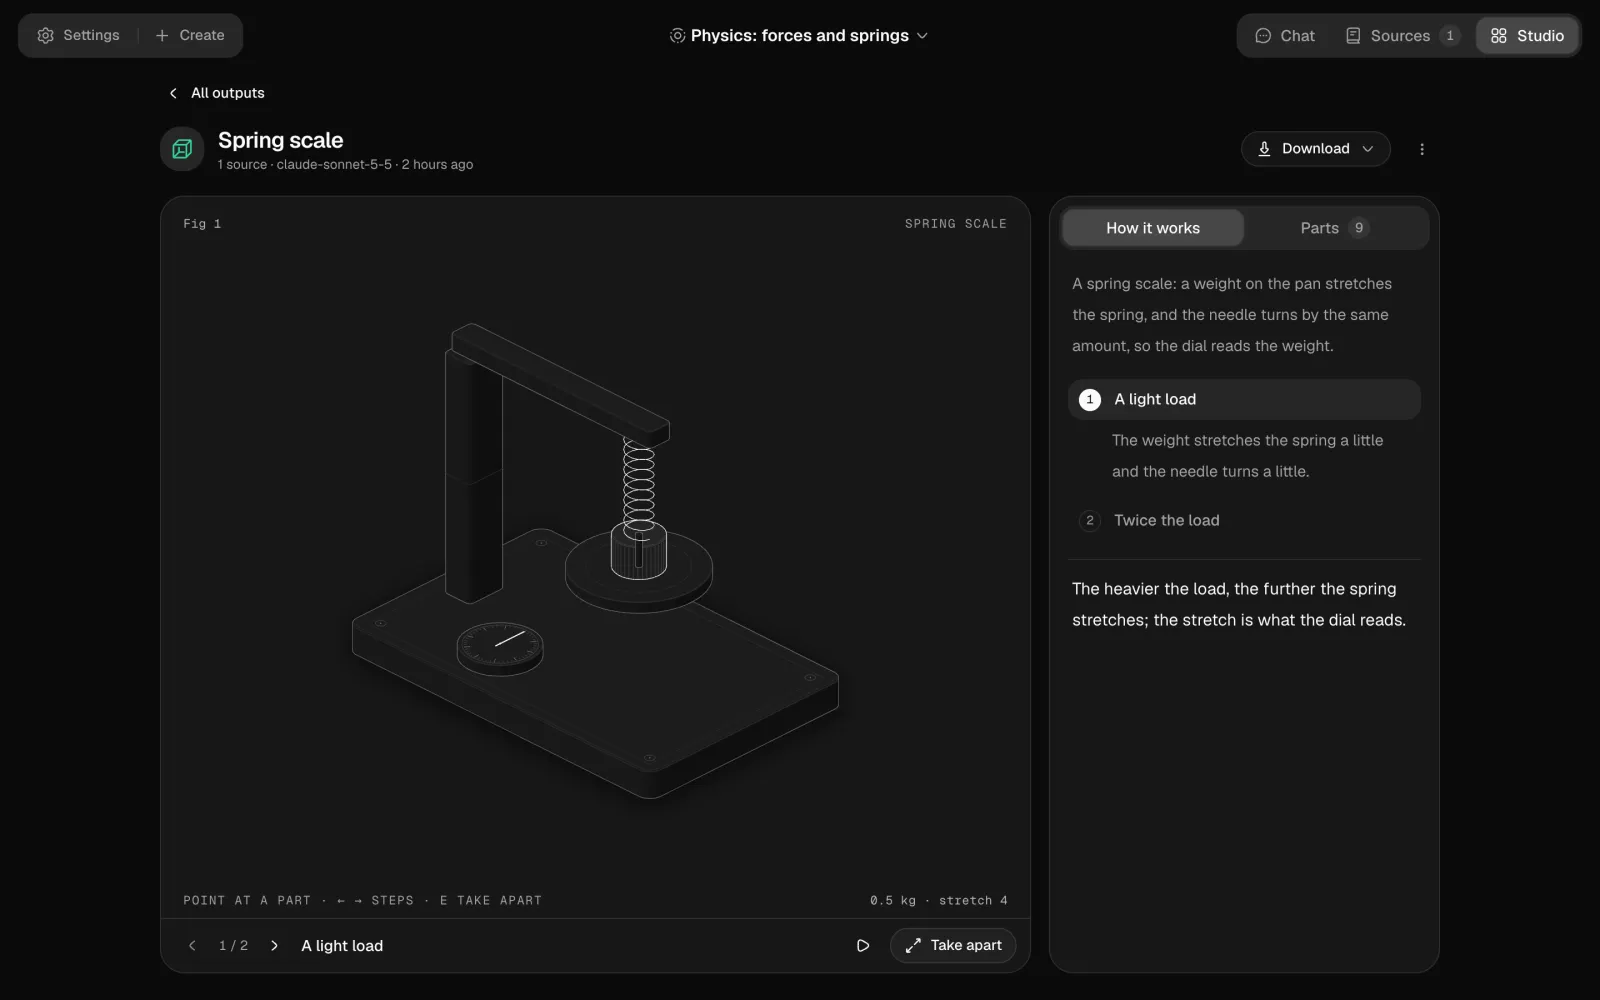 Settings
Create
Physics: forces and springs
Chat
Sources 1
Studio
All outputs
Spring scale
1 source · claude-sonnet-5-5 · 2 hours ago
Download
Fig 1
SPRING SCALE
POINT AT A PART · ← → STEPS · E TAKE APART
0.5 kg · stretch 4
1 / 2
A light load
Take apart
How it works
Parts 9
A spring scale: a weight on the pan stretches
the spring, and the needle turns by the same
amount, so the dial reads the weight.
1 A light load
The weight stretches the spring a little
and the needle turns a little.
2 Twice the load
The heavier the load, the further the spring
stretches; the stretch is what the dial reads.